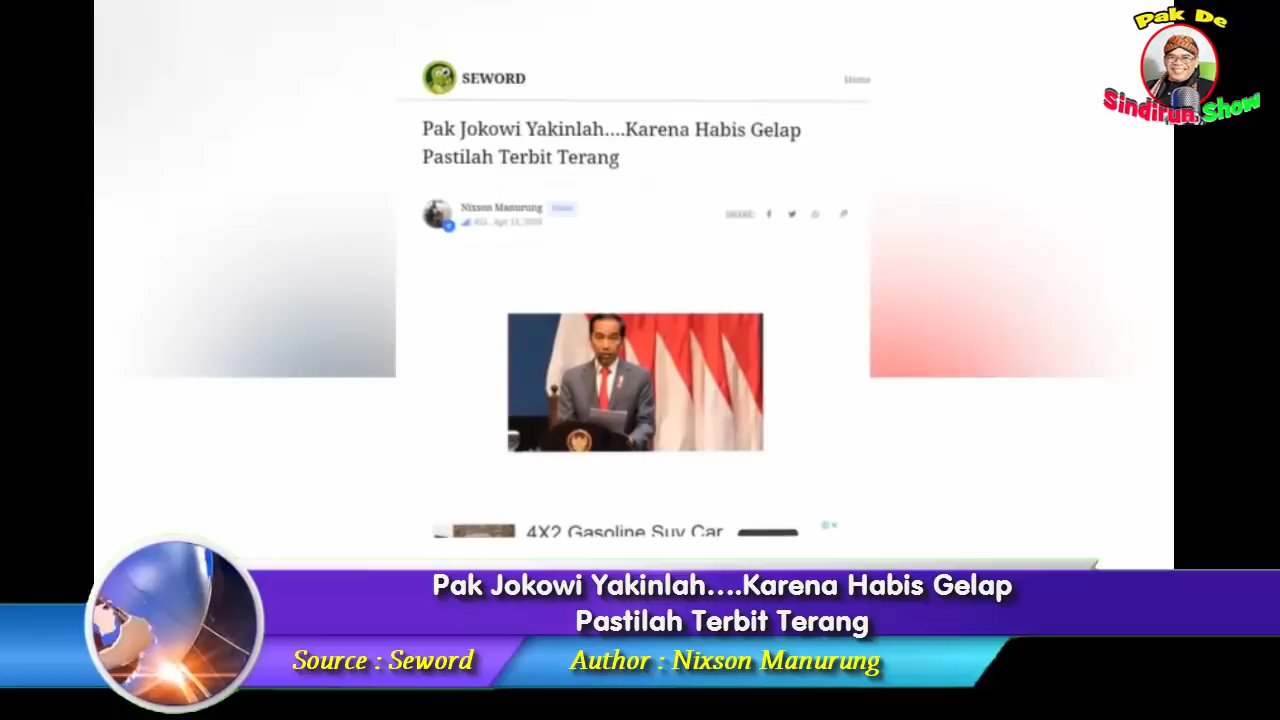 Pak De
Sindirun Show
SEWORD
Home
Pak Jokowi Yakinlah....Karena Habis Gelap
Pastilah Terbit Terang
Nixson Manurung
SHARE:
4X2 Gasoline Suv Car
Pak Jokowi Yakinlah....Karena Habis Gelap
Pastilah Terbit Terang
Source : Seword
Author : Nixson Manurung